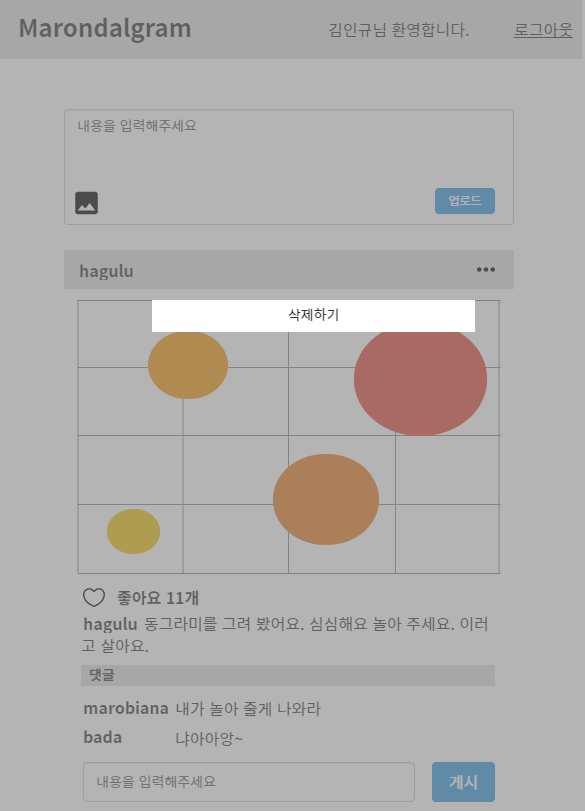 Marondalgram 김인규님 환영합니다. 로그아웃
내용을 입력해주세요
업로드
hagulu
삭제하기
좋아요 11개
hagulu 동그라미를 그려 봤어요. 심심해요 놀아 주세요. 이러
고 살아요.
댓글
marobiana 내가 놀아 줄게 나와라
bada 냐아아앙~
내용을 입력해주세요 게시